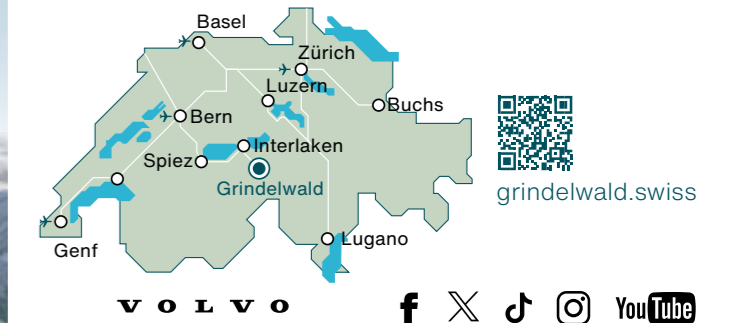 Basel
Zürich
Luzern
Buchs
Bern
Interlaken
Spiez
Grindelwald
Genf
Lugano
grindelwald.swiss
VOLVO
YouTube